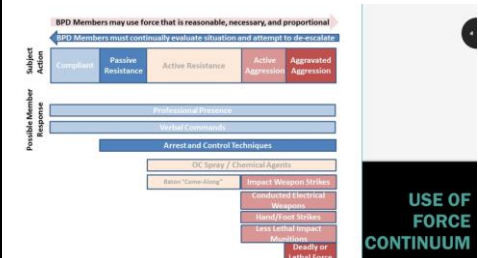 BPD Members may use force that is reasonable, necessary, and proportional
BPD Members must continually evaluate situation and attempt to de-escalate
Subject
Action
Compliant
Passive
Resistance
Active Resistance
Active
Aggression
Aggravated
Aggression
Possible Member
Response
Professional Presence
Verbal Commands
Arrest and Control Techniques
OC Spray / Chemical Agents
Baton "Come-Along"
Impact Weapon Strikes
Conducted Electrical
Weapons
Hand/Foot Strikes
Less Lethal Impact
Munitions
Deadly or
Lethal Force
USE OF
FORCE
CONTINUUM